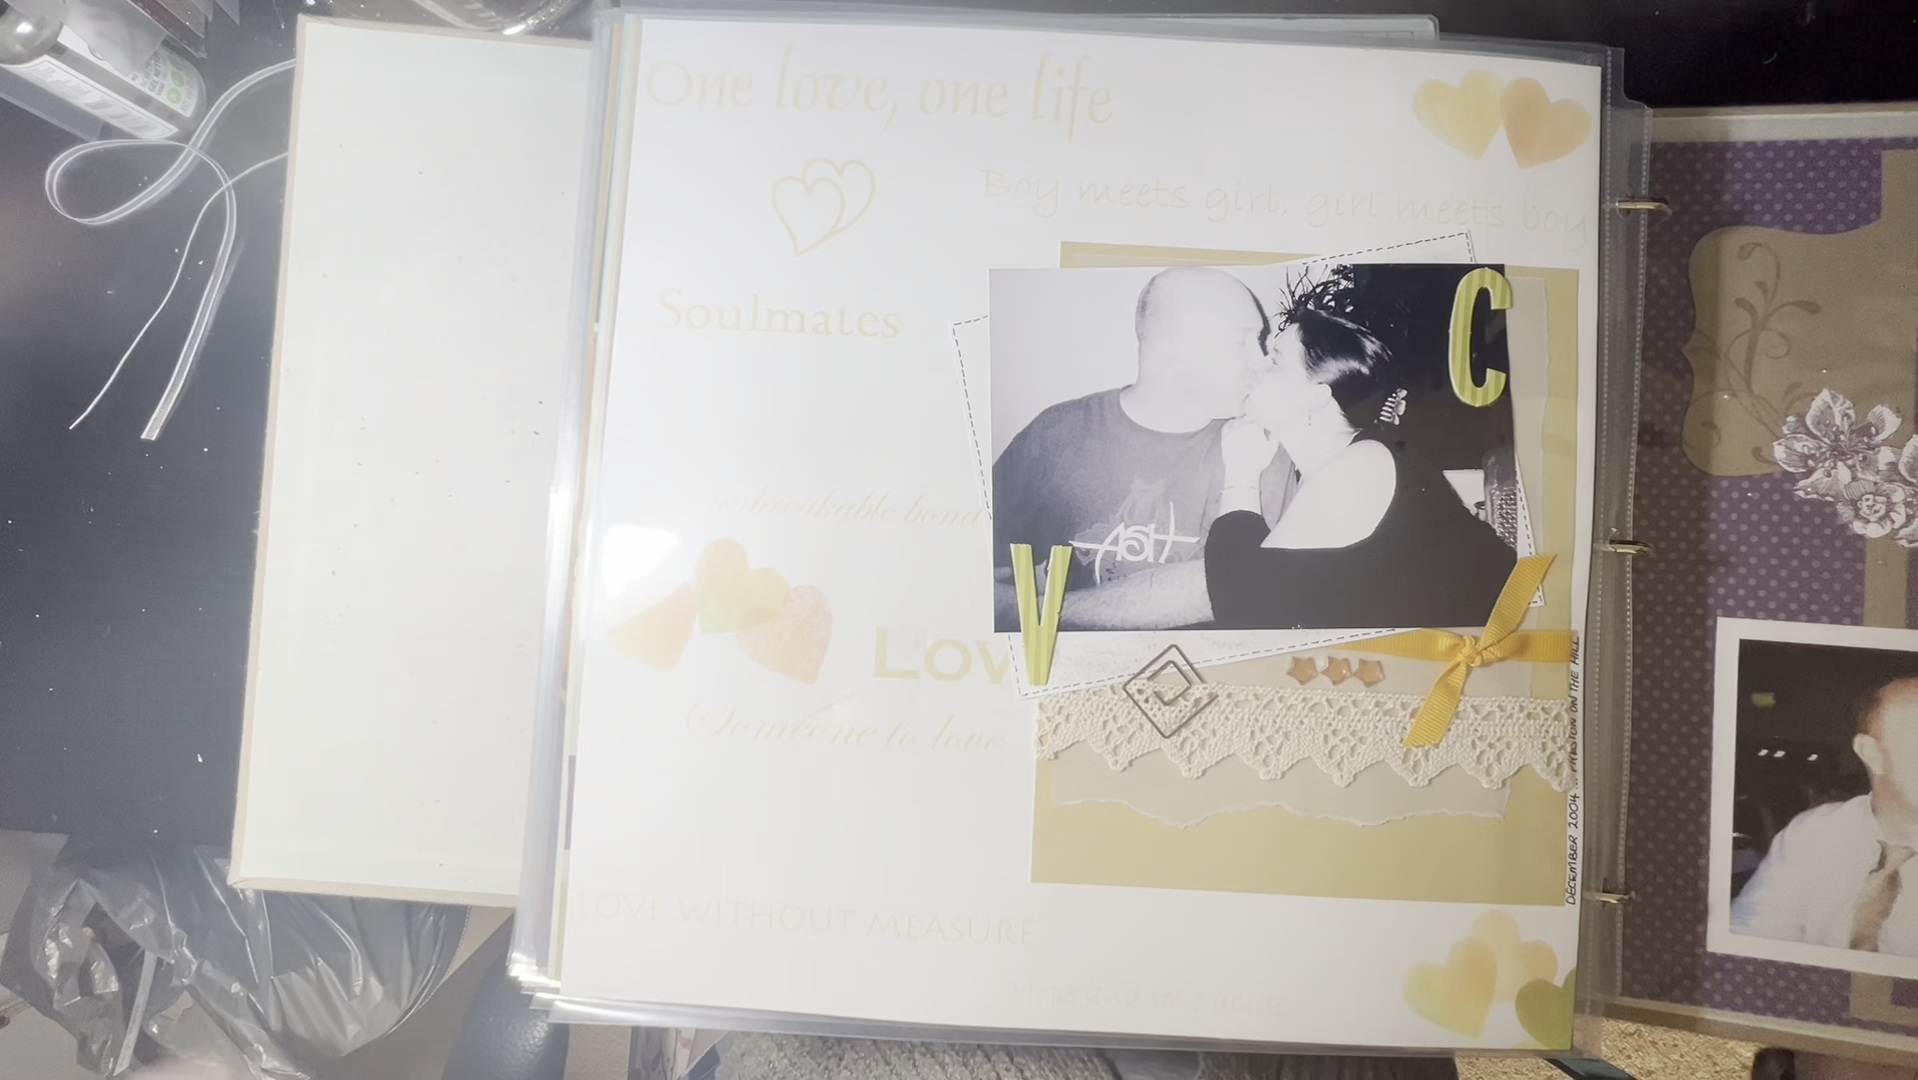 One love, one life
Boy meets girl, girl meets boy
Soulmates
C
unbreakable bond
ASH
V
Lov
Someone to love
LOVE WITHOUT MEASURE
DECEMBER 2004 ... ON THE HILL